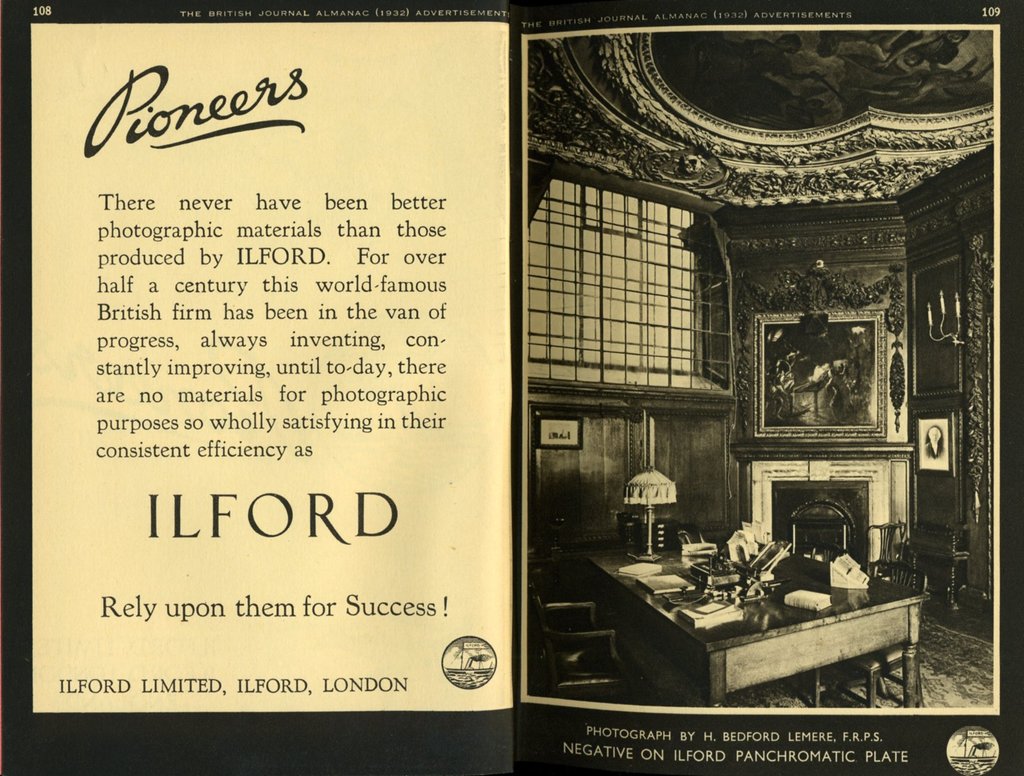 108
THE BRITISH JOURNAL ALMANAC (1932) ADVERTISEMENTS
Pioneers
There never have been better
photographic materials than those
produced by ILFORD. For over
half a century this world-famous
British firm has been in the van of
progress, always inventing, con-
stantly improving, until to-day, there
are no materials for photographic
purposes so wholly satisfying in their
consistent efficiency as
ILFORD
Rely upon them for Success!
ILFORD LIMITED, ILFORD, LONDON
THE BRITISH JOURNAL ALMANAC (1932) ADVERTISEMENTS
109
PHOTOGRAPH BY H. BEDFORD LEMERE, F.R.P.S.
NEGATIVE ON ILFORD PANCHROMATIC PLATE